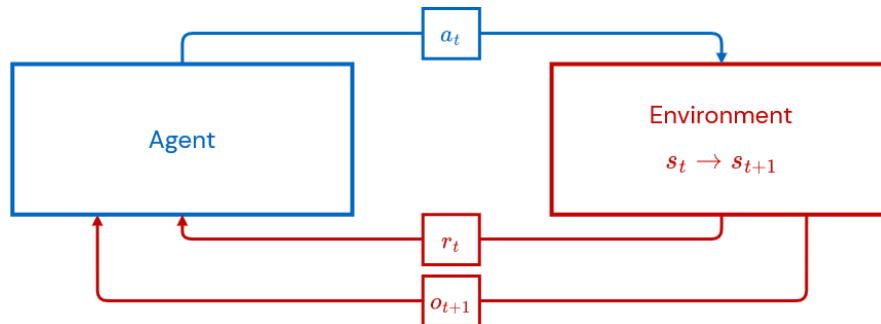 a_t
Agent
Environment
s_t → s_{t+1}
r_t
o_{t+1}